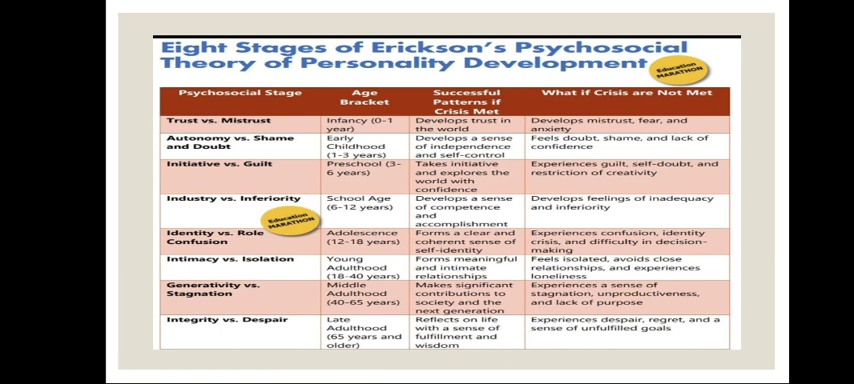 Eight Stages of Erickson's Psychosocial
Theory of Personality Development
Education
MARATHON
Psychosocial Stage
Age
Bracket
Successful
Patterns if
Crisis Met
What if Crisis are Not Met
Trust vs. Mistrust
Infancy (0-1
year)
Develops trust in
the world
Develops mistrust, fear, and
anxiety
Autonomy vs. Shame
and Doubt
Early
Childhood
(1-3 years)
Develops a sense
of independence
and self-control
Feels doubt, shame, and lack of
confidence
Initiative vs. Guilt
Preschool (3-
6 years)
Takes initiative
and explores the
world with
confidence
Experiences guilt, self-doubt, and
restriction of creativity
Industry vs. Inferiority
School Age
(6-12 years)
Develops a sense
of competence
and
accomplishment
Develops feelings of inadequacy
and inferiority
Education
MARATHON
Identity vs. Role
Confusion
Adolescence
(12-18 years)
Forms a clear and
coherent sense of
self-identity
Experiences confusion, identity
crisis, and difficulty in decision-
making
Intimacy vs. Isolation
Young
Adulthood
(18-40 years)
Forms meaningful
and intimate
relationships
Feels isolated, avoids close
relationships, and experiences
loneliness
Generativity vs.
Stagnation
Middle
Adulthood
(40-65 years)
Makes significant
contributions to
society and the
next generation
Experiences a sense of
stagnation, unproductiveness,
and lack of purpose
Integrity vs. Despair
Late
Adulthood
(65 years and
older)
Reflects on life
with a sense of
fulfillment and
wisdom
Experiences despair, regret, and a
sense of unfulfilled goals